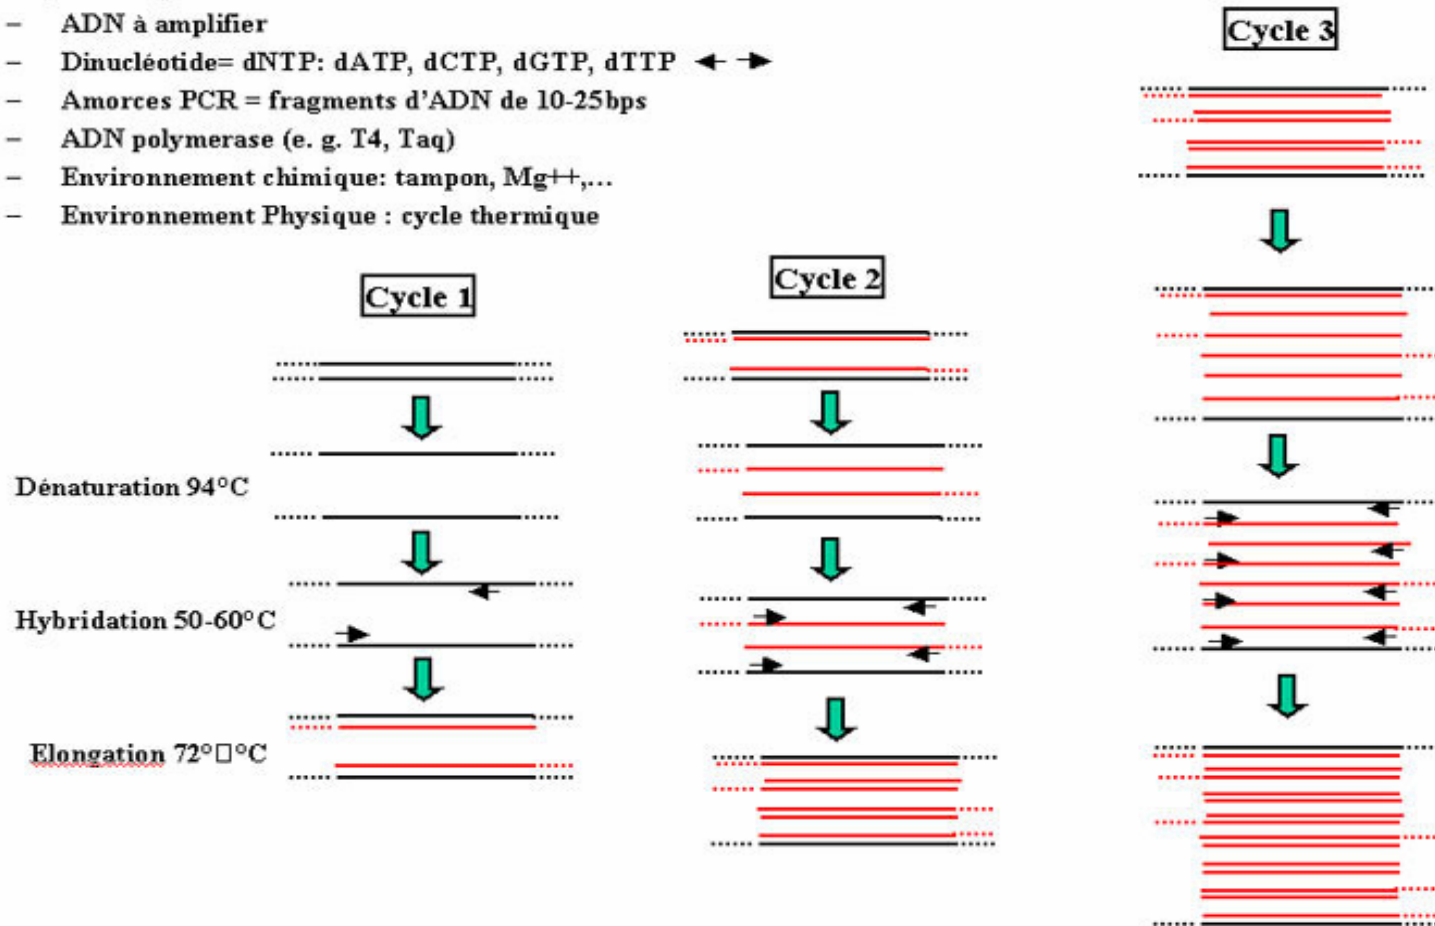 – ADN à amplifier
– Dinucléotide= dNTP: dATP, dCTP, dGTP, dTTP
– Amorces PCR = fragments d’ADN de 10-25bps
– ADN polymerase (e. g. T4, Taq)
– Environnement chimique: tampon, Mg++,...
– Environnement Physique : cycle thermique
Cycle 1
Cycle 2
Cycle 3
Dénaturation 94°C
Hybridation 50-60°C
Elongation 72°□°C